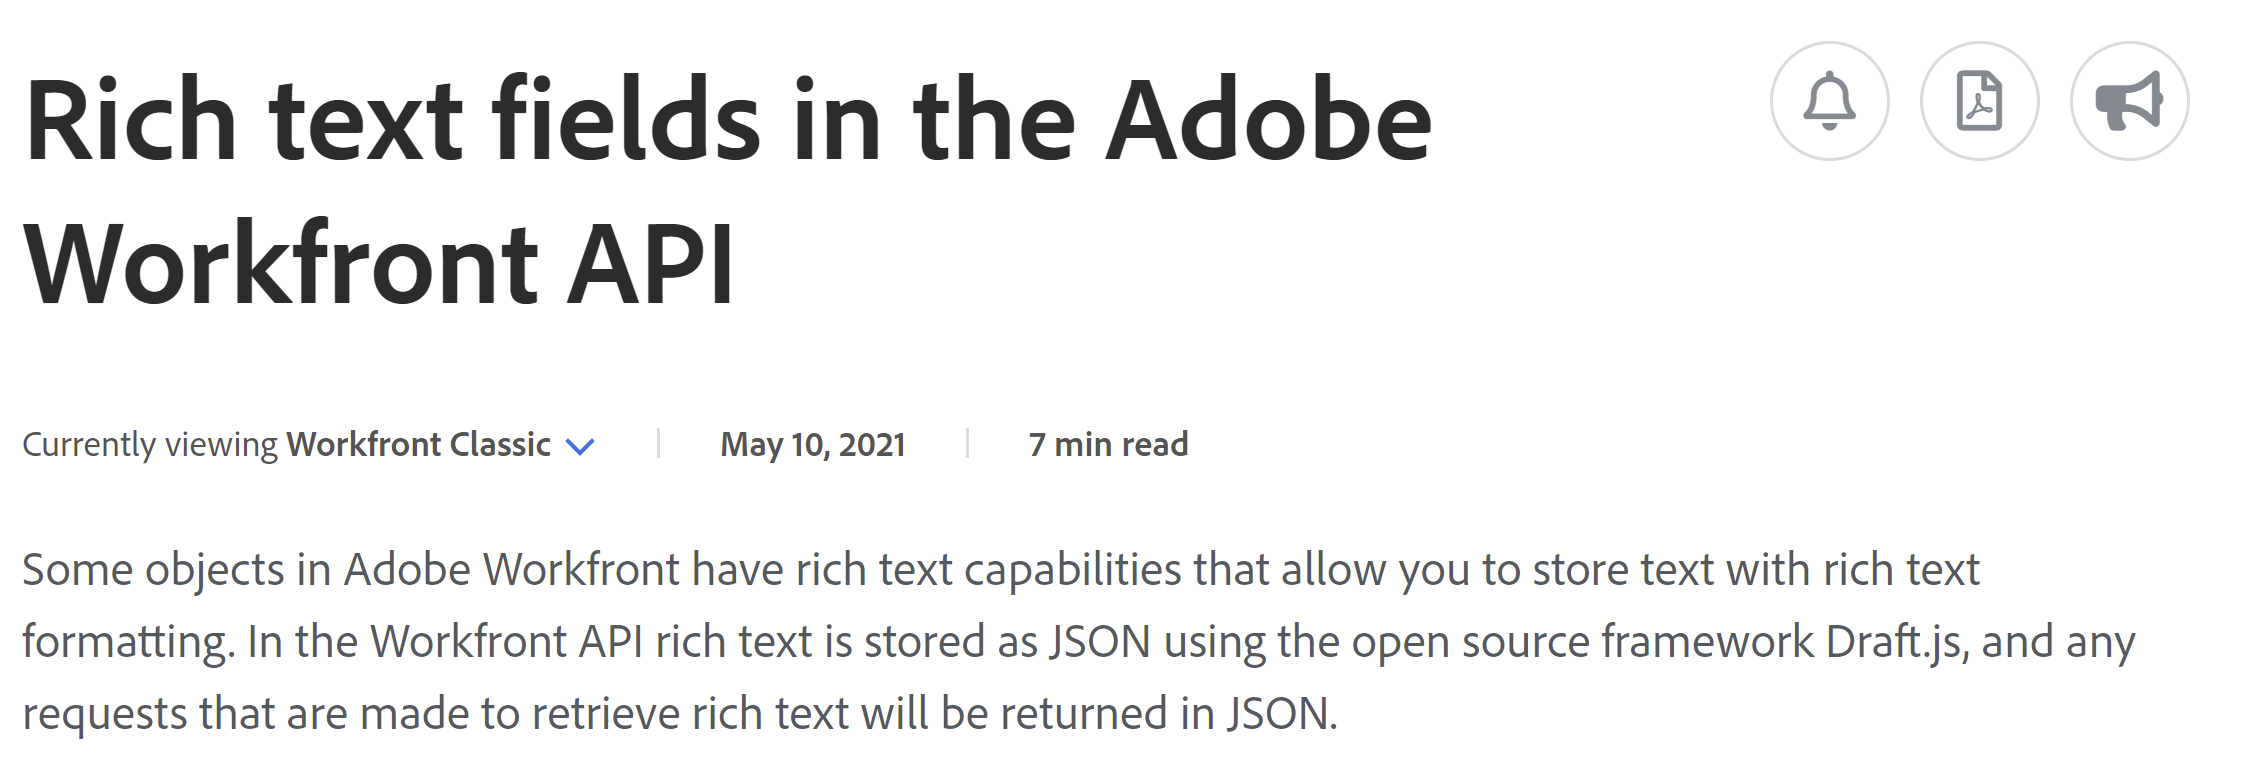 Rich text fields in the Adobe
Workfront API
Currently viewing Workfront Classic
May 10, 2021
7 min read
Some objects in Adobe Workfront have rich text capabilities that allow you to store text with rich text
formatting. In the Workfront API rich text is stored as JSON using the open source framework Draft.js, and any
requests that are made to retrieve rich text will be returned in JSON.